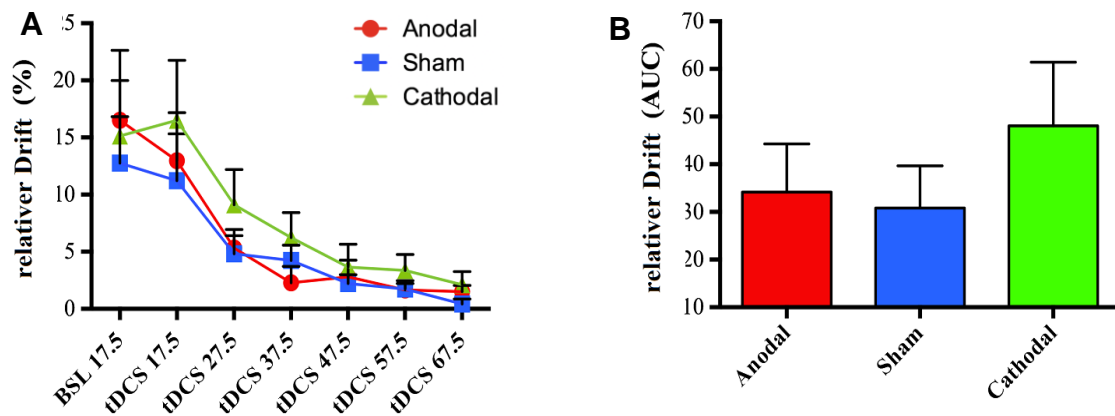 A
relativer Drift (%)
25
20
15
10
5
0
Anodal
Sham
Cathodal
BSL 17.5
tDCS 17.5
tDCS 27.5
tDCS 37.5
tDCS 47.5
tDCS 57.5
tDCS 67.5
B
relativer Drift (AUC)
70
60
50
40
30
20
10
Anodal
Sham
Cathodal